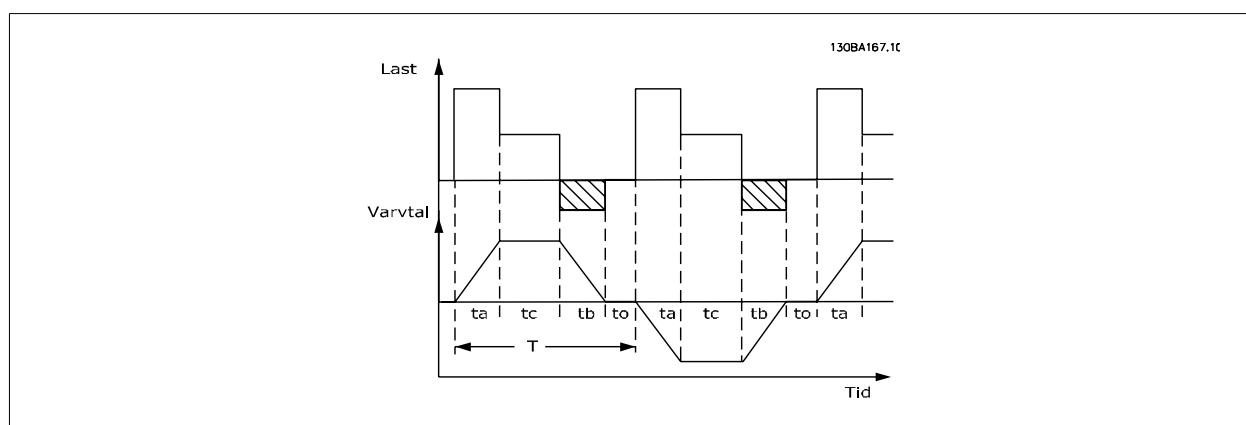 130BA167.10
Last
Varvtal
ta tc tb to ta tc tb to ta
T
Tid